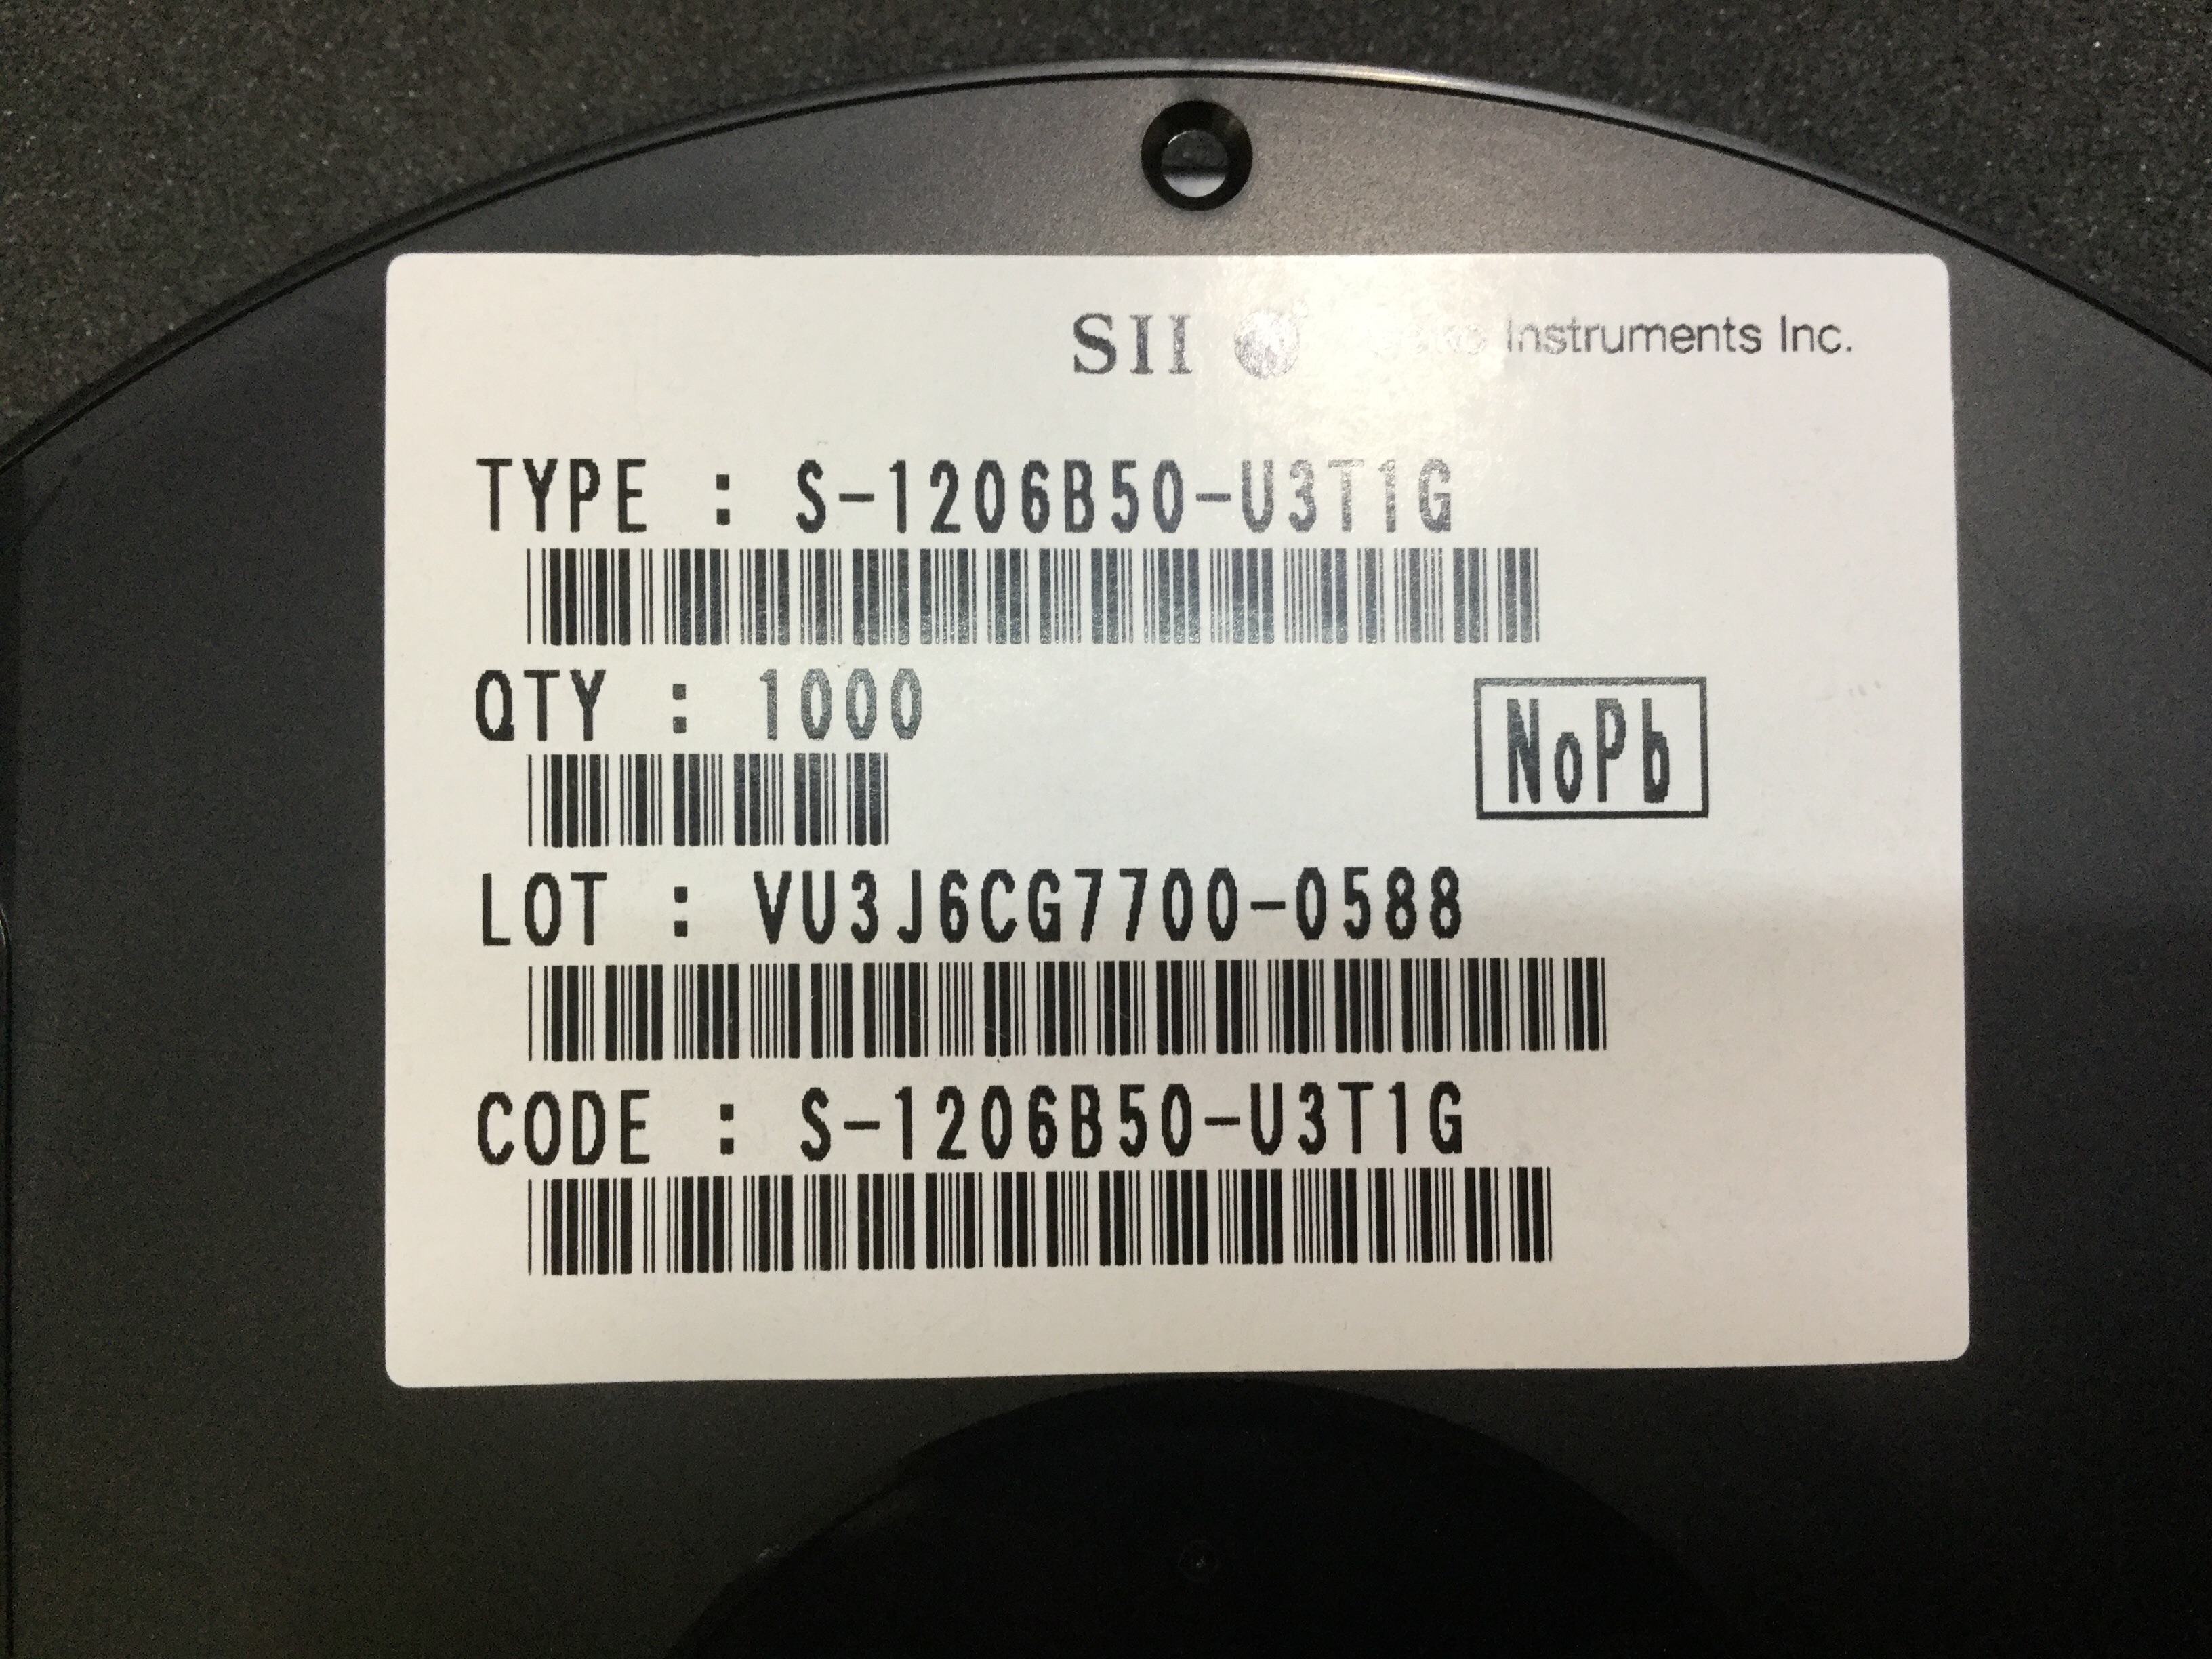 SII Instruments Inc.
TYPE : S-1206B50-U3T1G
QTY : 1000
NoPb
LOT : VU3J6CG7700-0588
CODE : S-1206B50-U3T1G